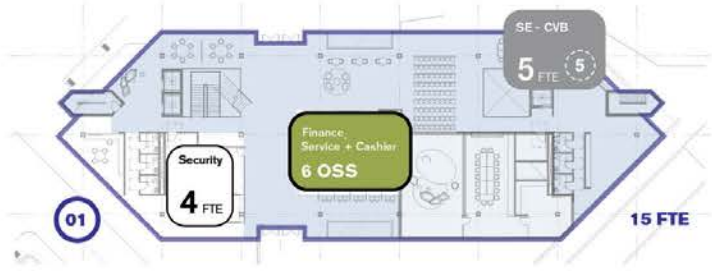 SE - CVB
5 FTE 5
Finance
Service + Cashier
6 OSS
Security
4 FTE
01
15 FTE